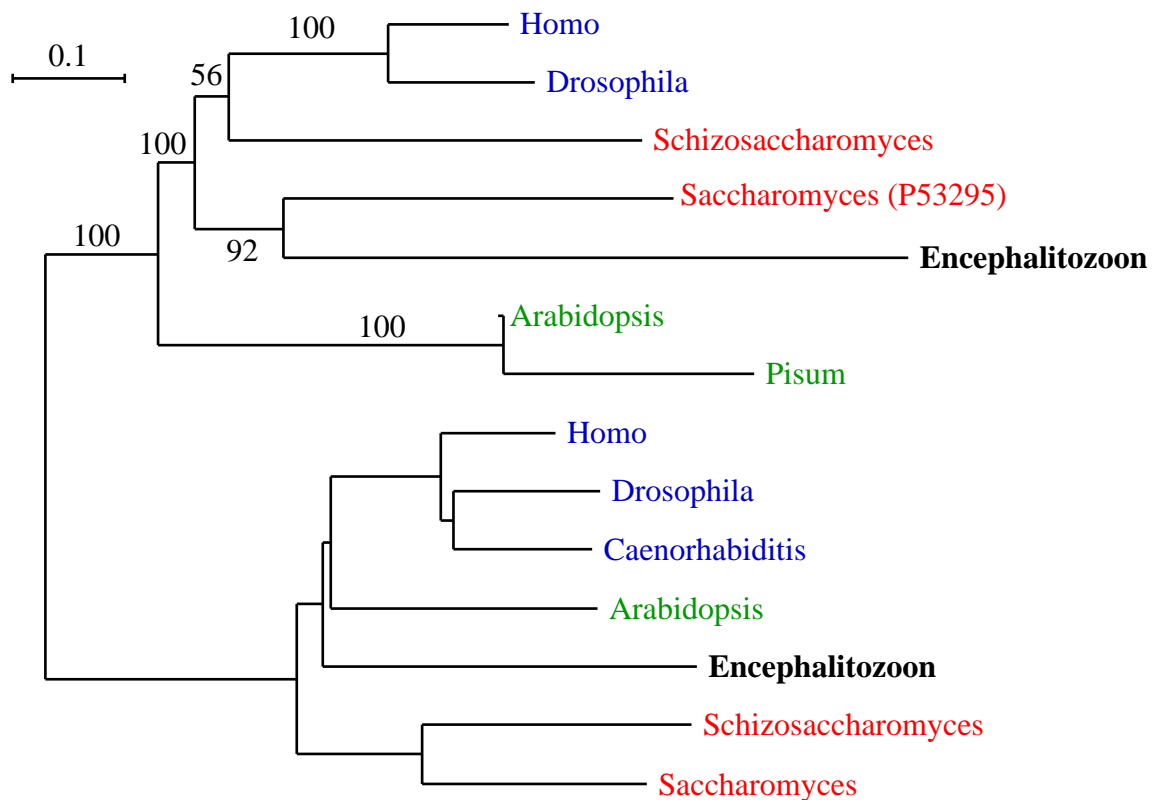 100
Homo
0.1
56
Drosophila
100
Schizosaccharomyces
Saccharomyces (P53295)
100
92
Encephalitozoon
100
Arabidopsis
Pisum
Homo
Drosophila
Caenorhabiditis
Arabidopsis
Encephalitozoon
Schizosaccharomyces
Saccharomyces